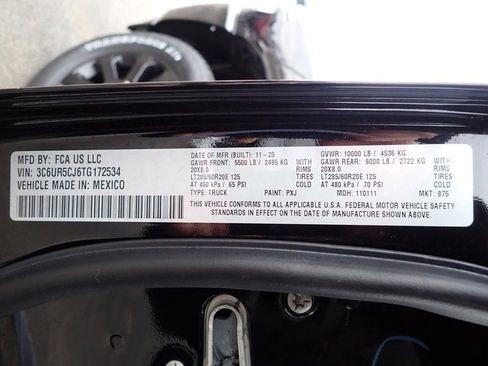 MFD BY: FCA US LLC
VIN: 3C6UR5CJ6TG172534
VEHICLE MADE IN: MEXICO
DATE OF MFR (BUILT): 11-25 GVWR: 10000 LB / 4536 KG
GAWR FRONT: 5500 LB / 2495 KG WITH GAWR REAR: 6000 LB / 2722 KG WITH
20X8.0 RIMS 20X8.0 RIMS
LT285/60R20E 125 TIRES LT285/60R20E 125 TIRES
AT 450 kPa / 65 PSI AT 480 kPa / 70 PSI
TYPE: TRUCK PAINT: PXJ MDH: 110111 MKT: 875
THIS VEHICLE CONFORMS TO ALL APPLICABLE U.S.A. FEDERAL MOTOR VEHICLE SAFETY
STANDARDS IN EFFECT ON THE DATE OF MANUFACTURE SHOWN ABOVE.